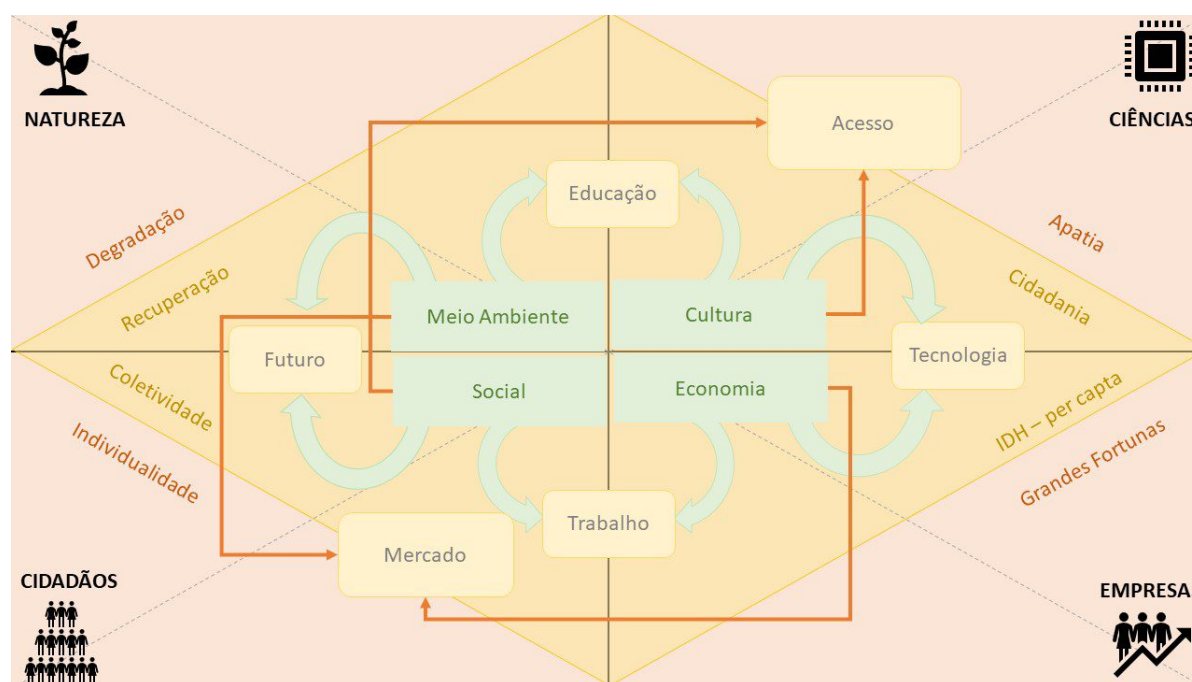 NATUREZA
CIÊNCIAS
Acesso
Educação
Degradação
Apatia
Recuperação
Cidadania
Meio Ambiente
Cultura
Futuro
Tecnologia
Coletividade
Social
Economia
IDH – per capta
Individualidade
Grandes Fortunas
Trabalho
Mercado
CIDADÃOS
EMPRESA